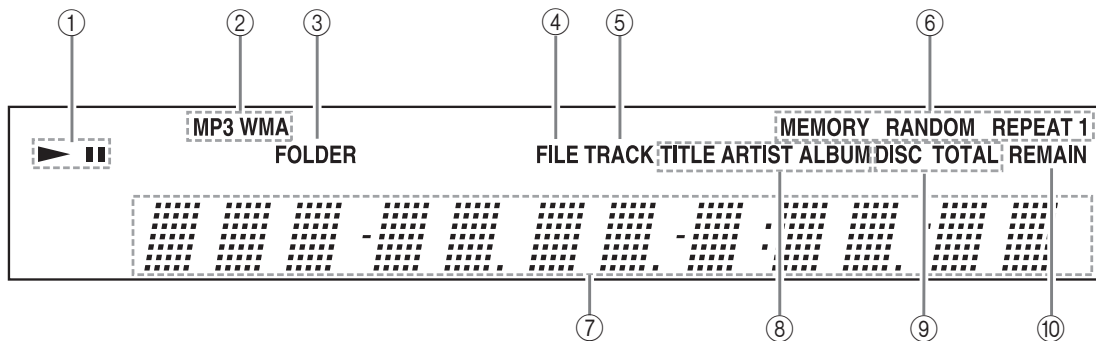 ① ② ③ ④ ⑤ ⑥
MP3 WMA MEMORY RANDOM REPEAT 1
FOLDER FILE TRACK TITLE ARTIST ALBUM DISC TOTAL REMAIN
⑦ ⑧ ⑨ ⑩